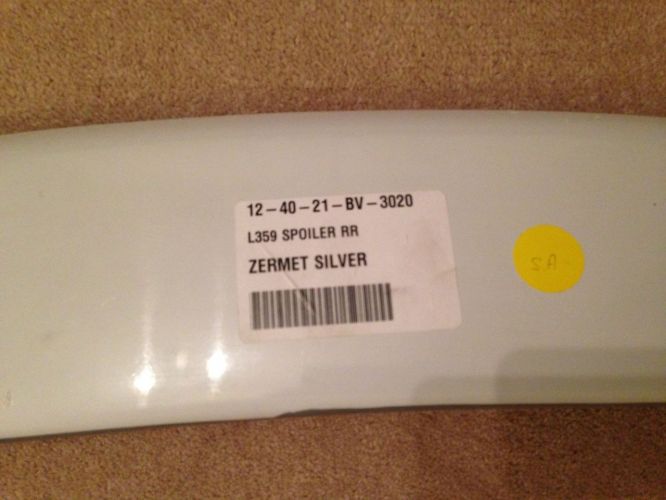 12-40-21-BV-3020
L359 SPOILER RR
ZERMET SILVER
S.A